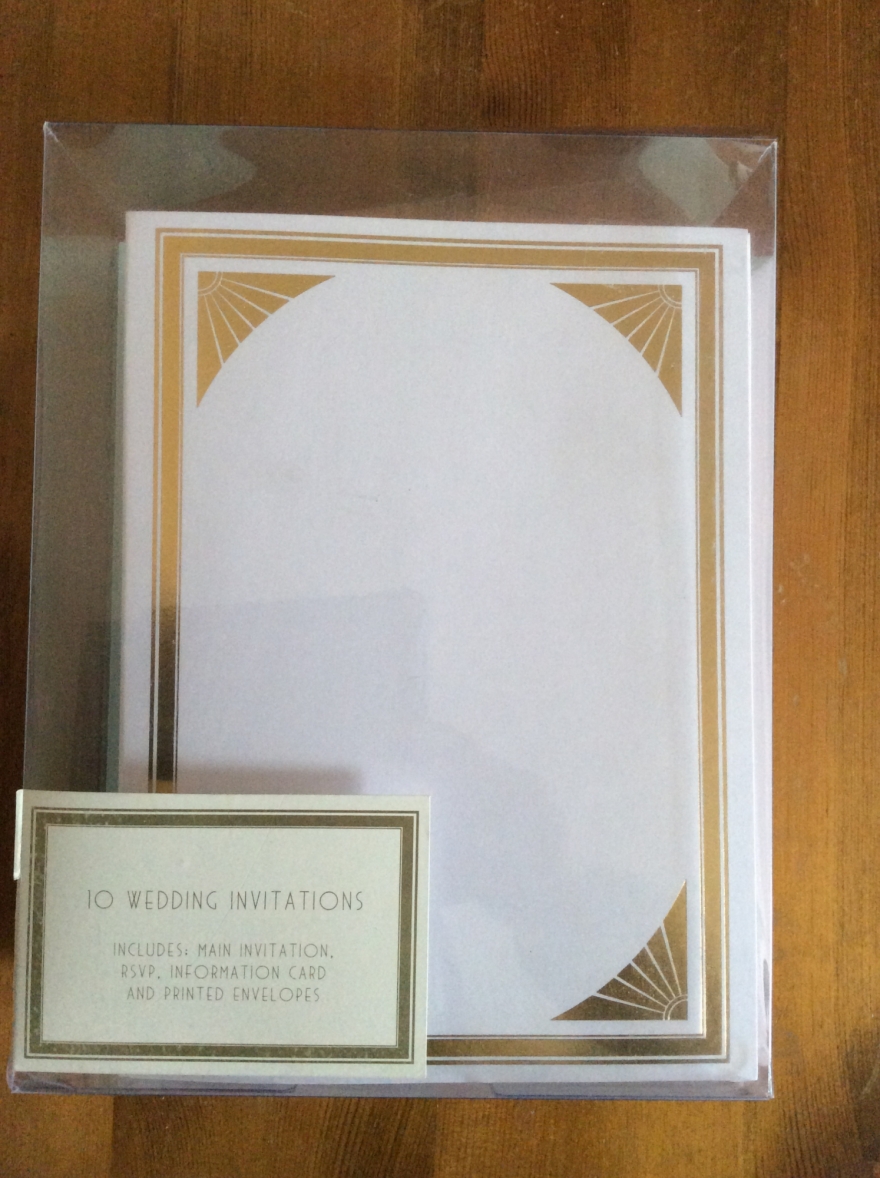 10 WEDDING INVITATIONS
INCLUDES: MAIN INVITATION,
RSVP, INFORMATION CARD
AND PRINTED ENVELOPES